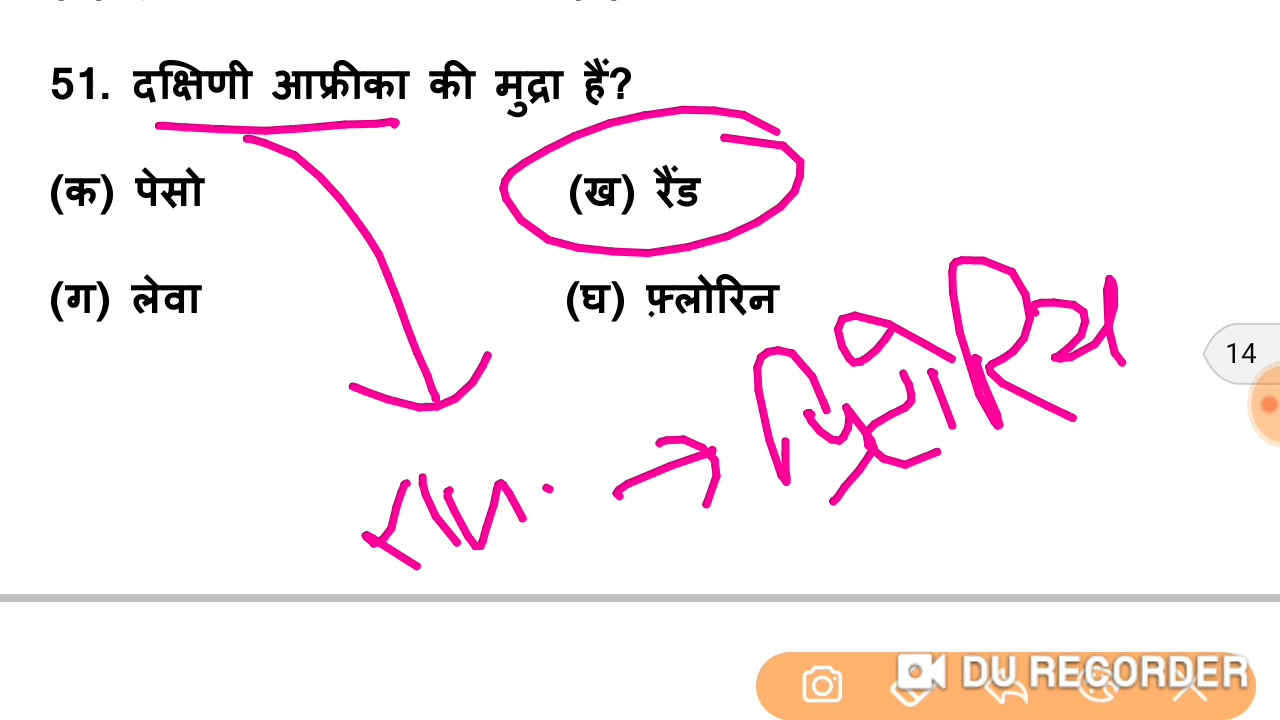 51. दक्षिणी आफ्रीका की मुद्रा हैं?
(क) पेसो (ख) रैंड
(ग) लेवा (घ) फ़्लोरिन
14
DU RECORDER